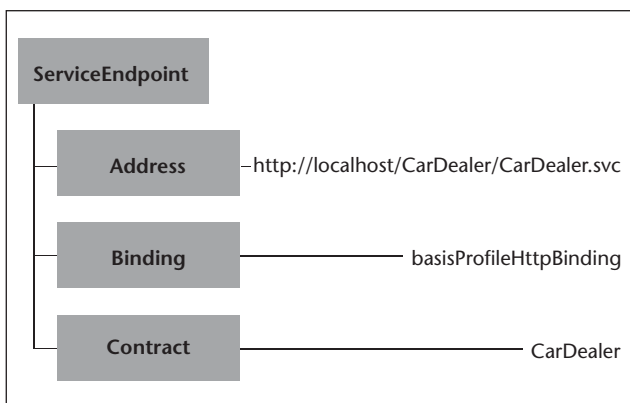 ServiceEndpoint
Address
http://localhost/CarDealer/CarDealer.svc
Binding
basisProfileHttpBinding
Contract
CarDealer